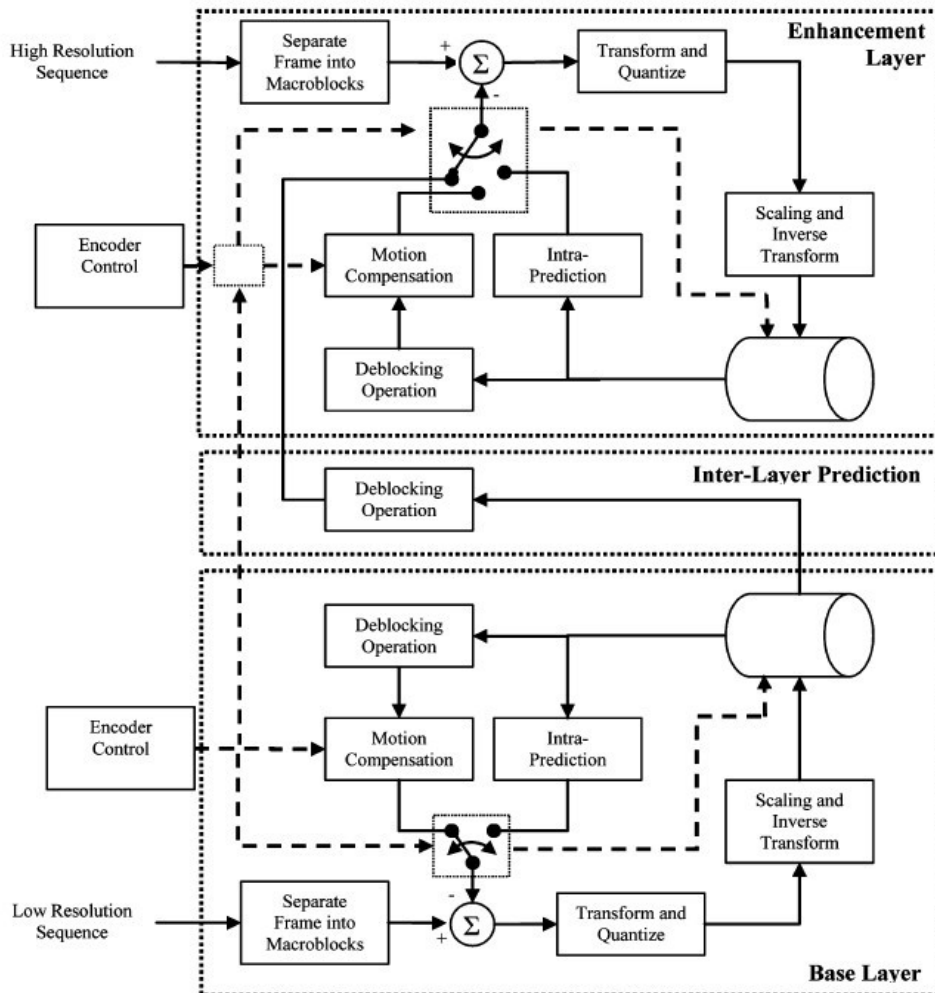 Enhancement
Layer
High Resolution
Sequence
Separate
Frame into
Macroblocks
+
Σ
-
Transform and
Quantize
Scaling and
Inverse
Transform
Encoder
Control
Motion
Compensation
Intra-
Prediction
Deblocking
Operation
Inter-Layer Prediction
Deblocking
Operation
Deblocking
Operation
Encoder
Control
Motion
Compensation
Intra-
Prediction
Scaling and
Inverse
Transform
Low Resolution
Sequence
Separate
Frame into
Macroblocks
-
+
Σ
Transform and
Quantize
Base Layer